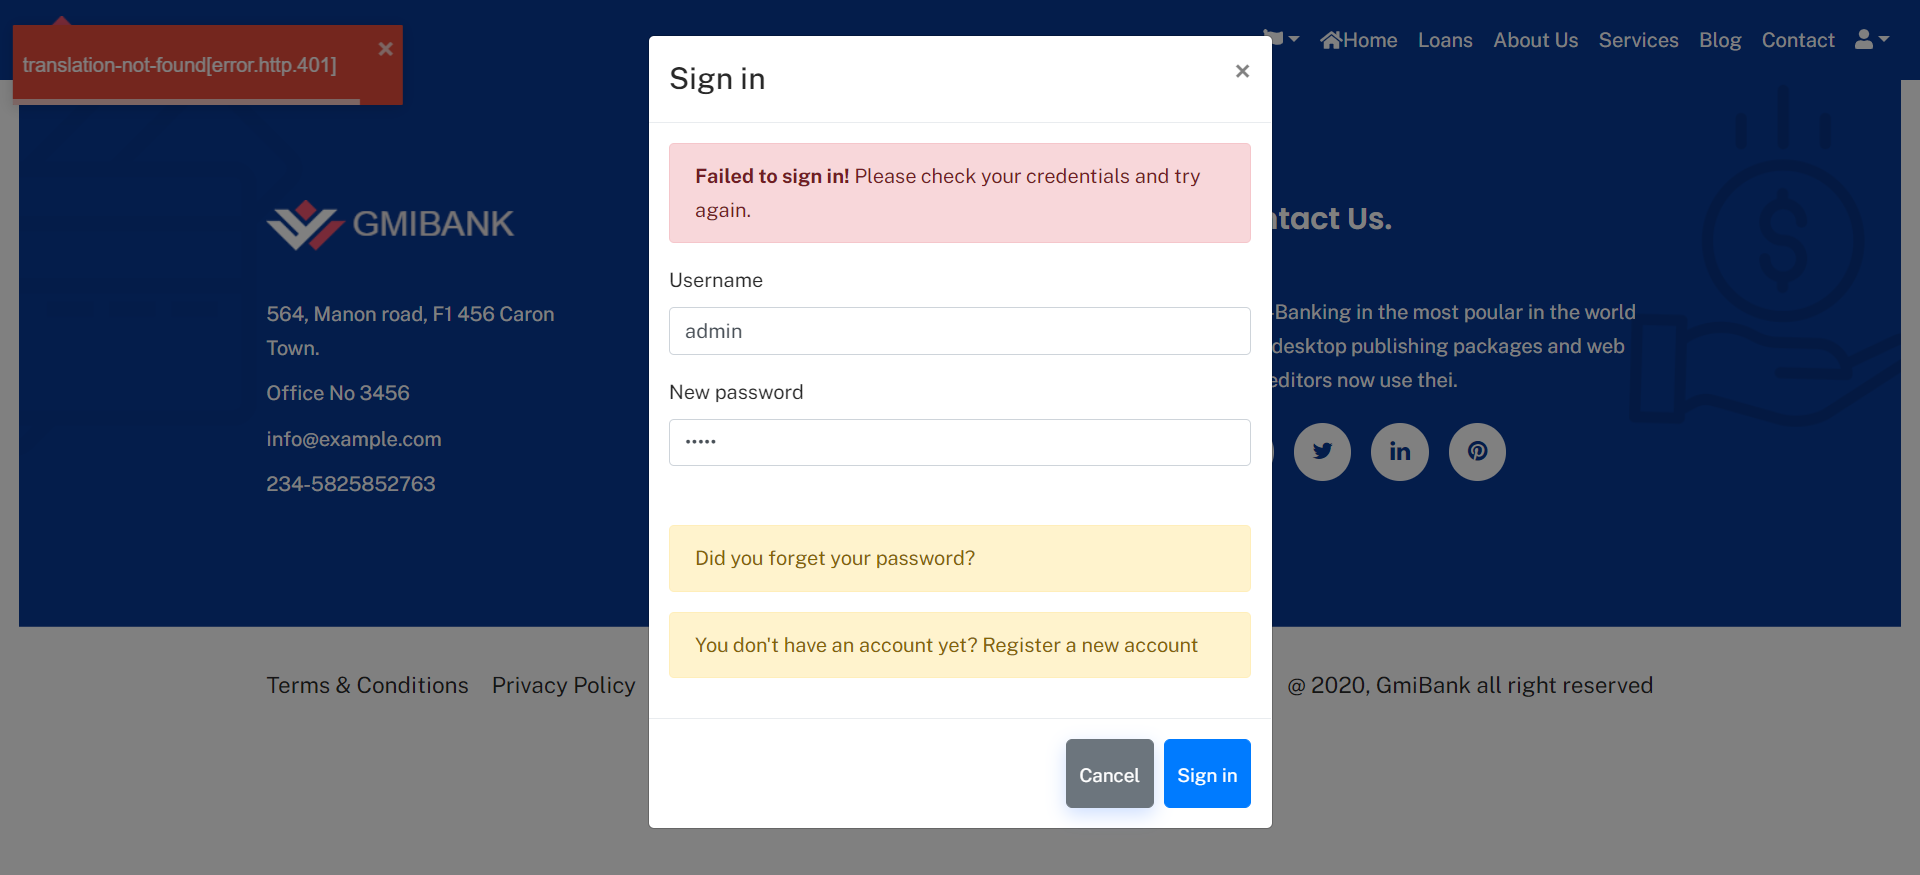 translation-not-found[error.http.401]
×
Home Loans About Us Services Blog Contact
Sign in
×
Failed to sign in! Please check your credentials and try
again.
Username
admin
New password
•••••
Did you forget your password?
You don't have an account yet? Register a new account
Cancel Sign in
GMIBANK
564, Manon road, F1 456 Caron
Town.
Office No 3456
info@example.com
234-5825852763
tact Us.
Banking in the most poular in the world
desktop publishing packages and web
editors now use thei.
in
Terms & Conditions Privacy Policy
@ 2020, GmiBank all right reserved